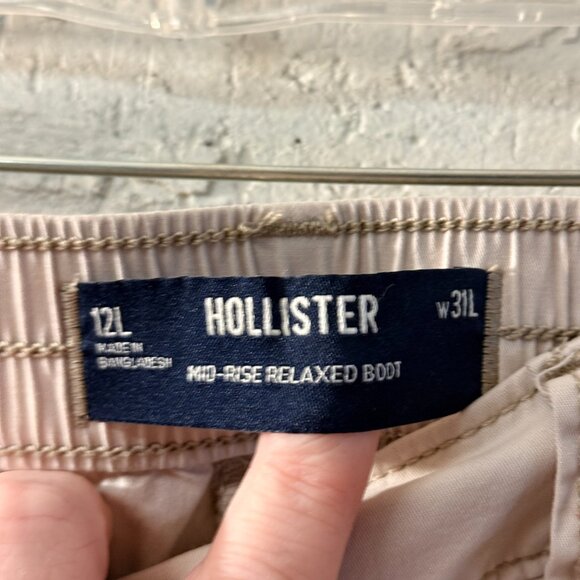 12L HOLLISTER W31L
MADE IN
BANGLADESH
MID-RISE RELAXED BOOT